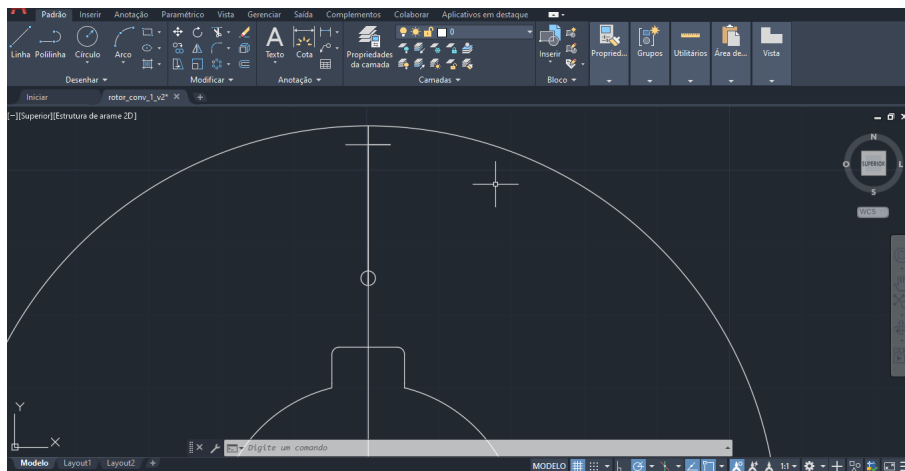 Padrão Inserir Anotação Paramétrico Vista Gerenciar Saída Complementos Colaborar Aplicativos em destaque
Linha Polilinha Círculo Arco Texto Cota Propriedades da camada 0 Inserir Propried... Grupos Utilitários Área de... Vista
Desenhar Modificar Anotação Camadas Bloco
Iniciar rotor_conv_1_v2* +
[−][Superior][Estrutura de arame 2D]
N
O SUPERIOR L
S
WCS
Y
X
Digite um comando
Modelo Layout1 Layout2 + MODELO 1:1